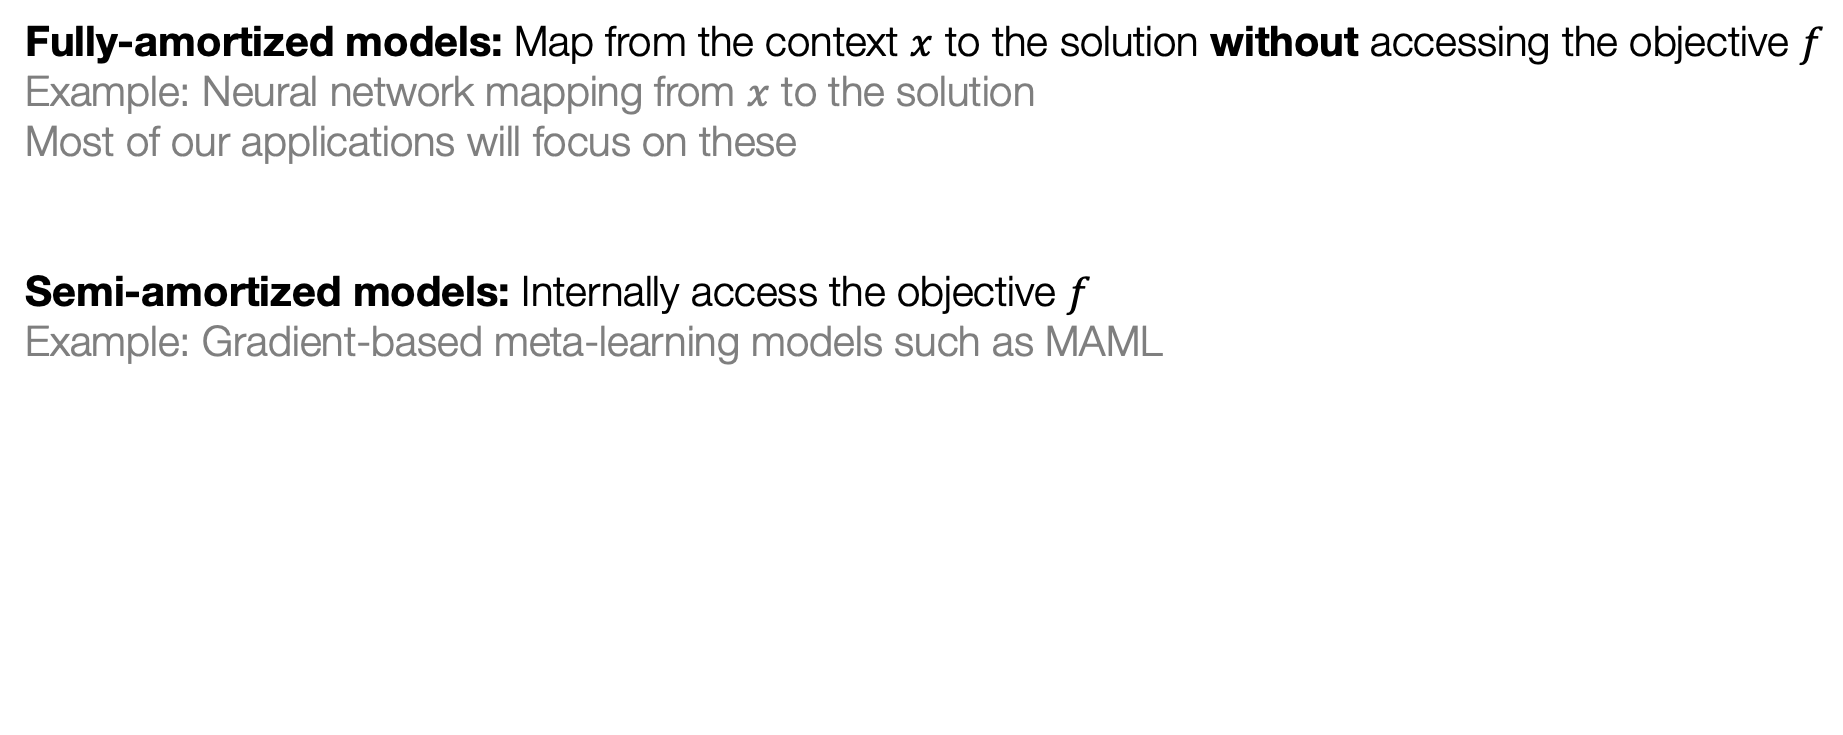 Fully-amortized models: Map from the context x to the solution without accessing the objective f
Example: Neural network mapping from x to the solution
Most of our applications will focus on these
Semi-amortized models: Internally access the objective f
Example: Gradient-based meta-learning models such as MAML